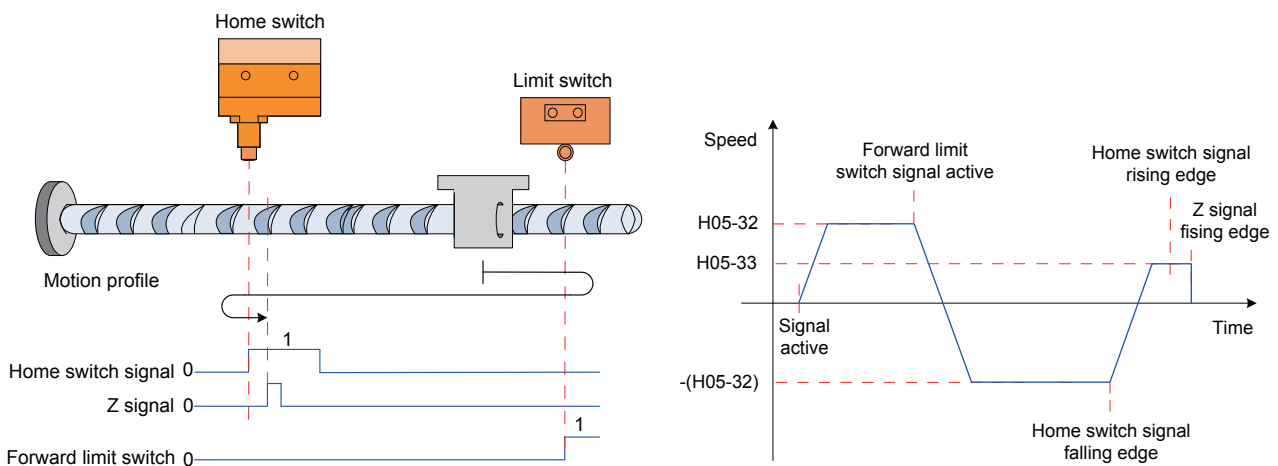 Home switch
Limit switch
Motion profile
1
Home switch signal 0
Z signal 0
1
Forward limit switch 0
Speed
Forward limit
switch signal active
Home switch signal
rising edge
Z signal
fising edge
H05-32
H05-33
Signal
active
Time
-(H05-32)
Home switch signal
falling edge